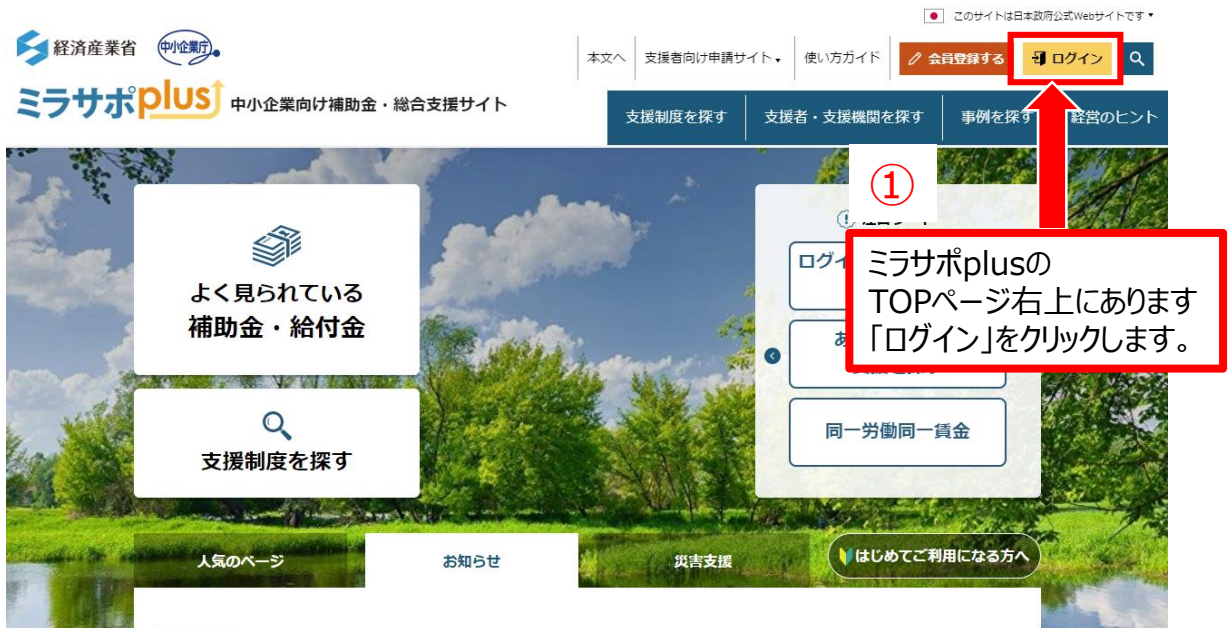 このサイトは日本政府公式Webサイトです
経済産業省 中小企業庁
本文へ 支援者向け申請サイト 使い方ガイド 会員登録する ログイン
ミラサポplus 中小企業向け補助金・総合支援サイト
支援制度を探す 支援者・支援機関を探す 事例を探す 経営のヒント
①
よく見られている
補助金・給付金
ログイ
ミラサポplusの
TOPページ右上にあります
「ログイン」をクリックします。
あ
同一労働同一賃金
支援制度を探す
人気のページ お知らせ 災害支援 はじめてご利用になる方へ